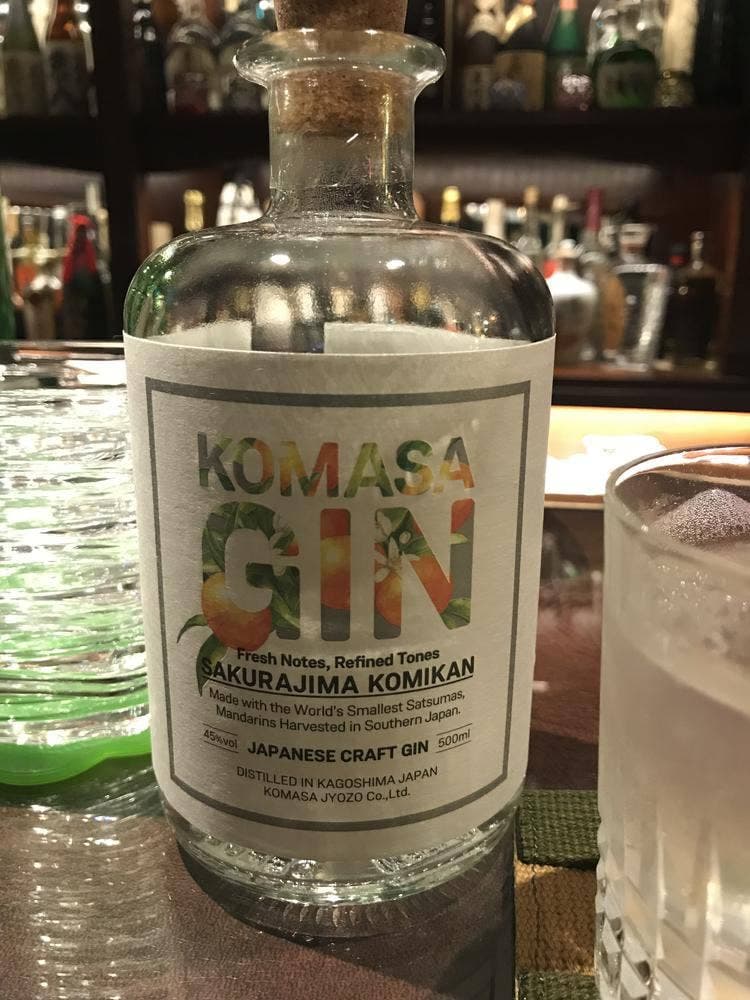 KOMASA
GIN
Fresh Notes, Refined Tones
SAKURAJIMA KOMIKAN
Made with the World's Smallest Satsumas,
Mandarins Harvested in Southern Japan.
45%vol JAPANESE CRAFT GIN 500ml
DISTILLED IN KAGOSHIMA JAPAN
KOMASA JYOZO Co.,Ltd.